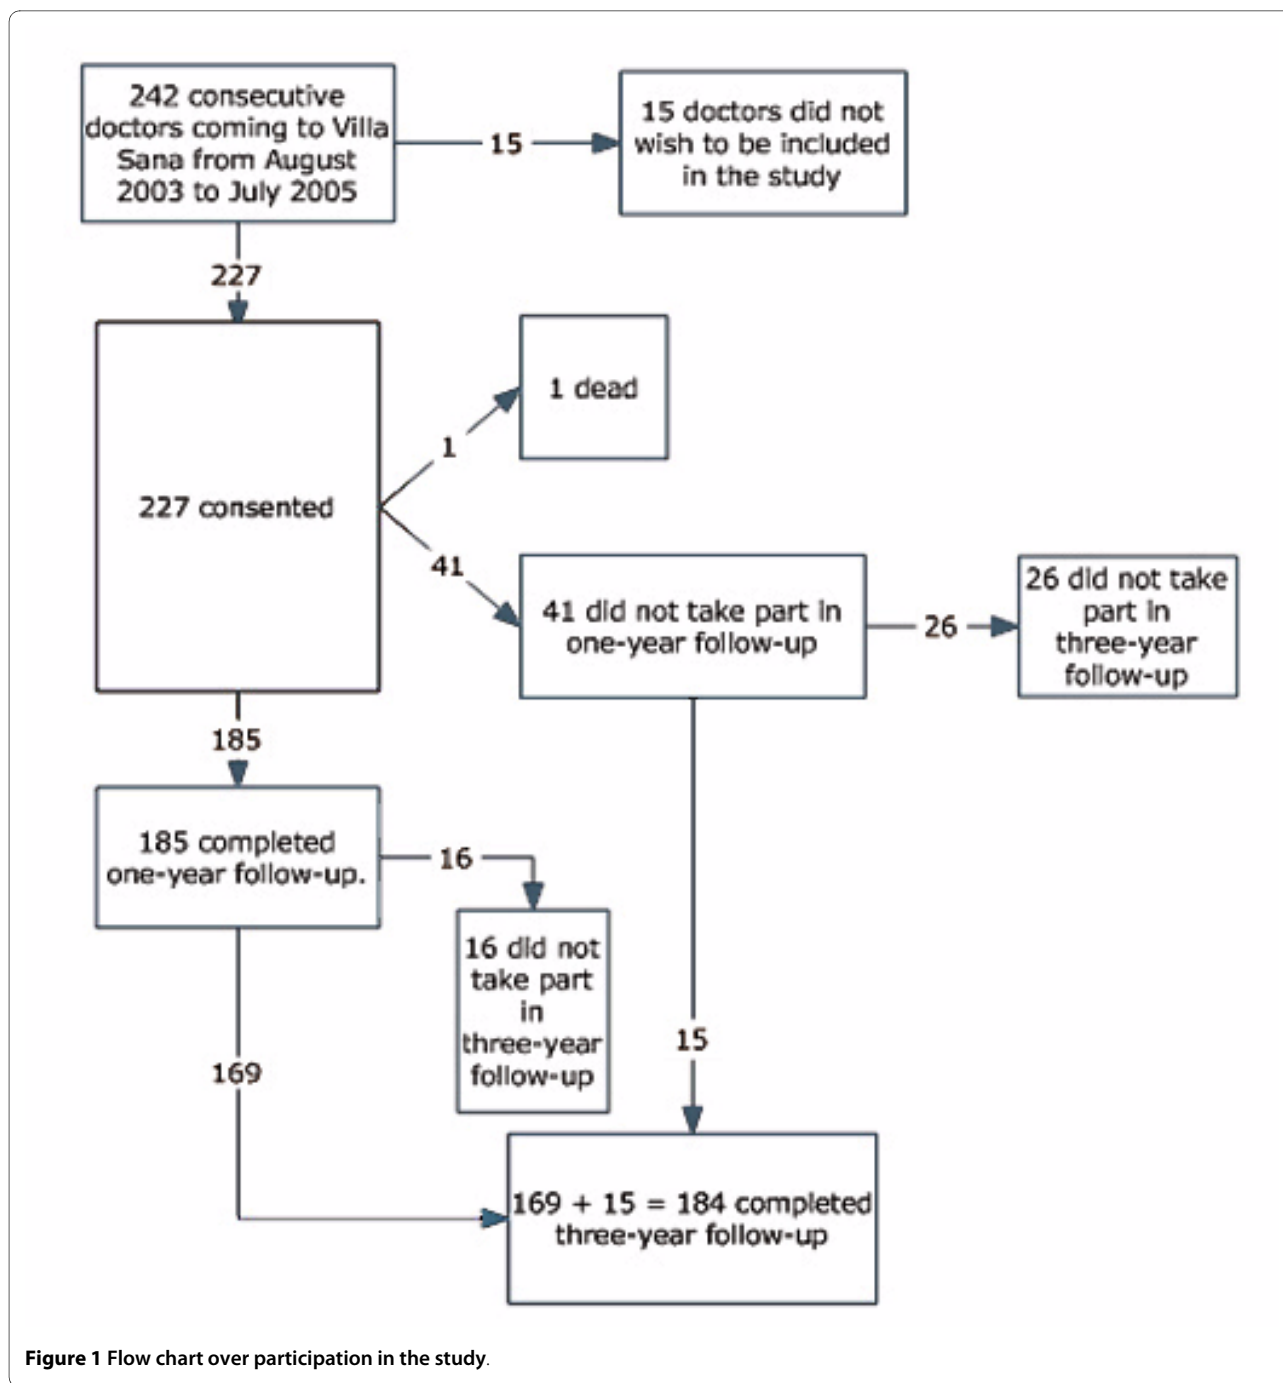 242 consecutive
doctors coming to Villa
Sana from August
2003 to July 2005
15
15 doctors did not
wish to be included
in the study
227
227 consented
1
1 dead
41
41 did not take part in
one-year follow-up
26
26 did not take
part in
three-year
follow-up
185
185 completed
one-year follow-up.
16
16 did not
take part
in
three-year
follow-up
169
15
169 + 15 = 184 completed
three-year follow-up
Figure 1 Flow chart over participation in the study.